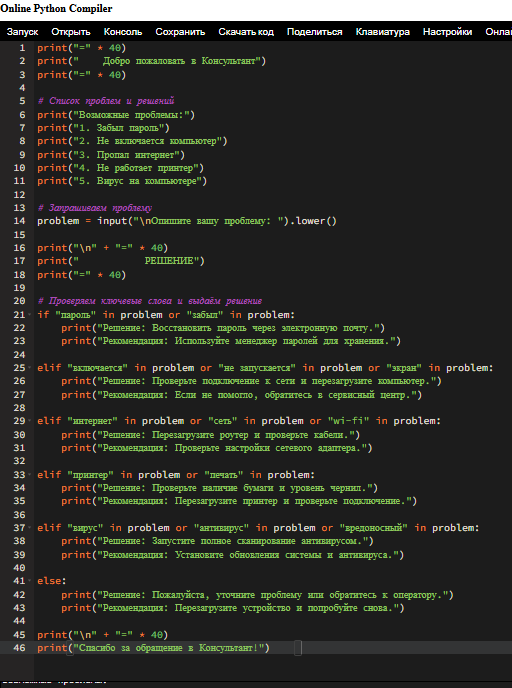 Online Python Compiler
Запуск Открыть Консоль Сохранить Скачать код Поделиться Клавиатура Настройки
1 print("=" * 40)
2 print("    Добро пожаловать в Консультант")
3 print("=" * 40)
4
5 # Список проблем и решений
6 print("Возможные проблемы:")
7 print("1. Забыл пароль")
8 print("2. Не включается компьютер")
9 print("3. Пропал интернет")
10 print("4. Не работает принтер")
11 print("5. Вирус на компьютере")
12
13 # Запрашиваем проблему
14 problem = input("\nОпишите вашу проблему: ").lower()
15
16 print("\n" + "=" * 40)
17 print("           РЕШЕНИЕ")
18 print("=" * 40)
19
20 # Проверяем ключевые слова и выдаём решение
21 if "пароль" in problem or "забыл" in problem:
22     print("Решение: Восстановить пароль через электронную почту.")
23     print("Рекомендация: Используйте менеджер паролей для хранения.")
24
25 elif "включается" in problem or "не запускается" in problem or "экран" in problem:
26     print("Решение: Проверьте подключение к сети и перезагрузите компьютер.")
27     print("Рекомендация: Если не помогло, обратитесь в сервисный центр.")
28
29 elif "интернет" in problem or "сеть" in problem or "wi-fi" in problem:
30     print("Решение: Перезагрузите роутер и проверьте кабели.")
31     print("Рекомендация: Проверьте настройки сетевого адаптера.")
32
33 elif "принтер" in problem or "печать" in problem:
34     print("Решение: Проверьте наличие бумаги и уровень чернил.")
35     print("Рекомендация: Перезагрузите принтер и проверьте подключение.")
36
37 elif "вирус" in problem or "антивирус" in problem or "вредоносный" in problem:
38     print("Решение: Запустите полное сканирование антивирусом.")
39     print("Рекомендация: Установите обновления системы и антивируса.")
40
41 else:
42     print("Решение: Пожалуйста, уточните проблему или обратитесь к оператору.")
43     print("Рекомендация: Перезагрузите устройство и попробуйте снова.")
44
45 print("\n" + "=" * 40)
46 print("Спасибо за обращение в Консультант!")